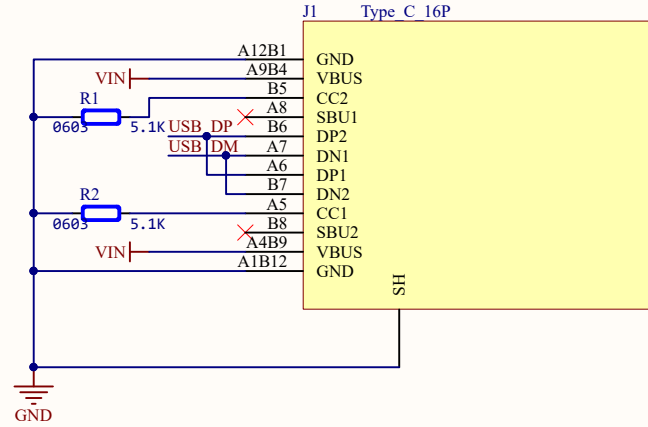 J1 Type_C_16P
A12B1 GND
VIN A9B4 VBUS
R1 B5 CC2
0603 5.1K A8 SBU1
USB_DP B6 DP2
USB_DM A7 DN1
A6 DP1
B7 DN2
R2 A5 CC1
0603 5.1K B8 SBU2
VIN A4B9 VBUS
A1B12 GND
SH
GND